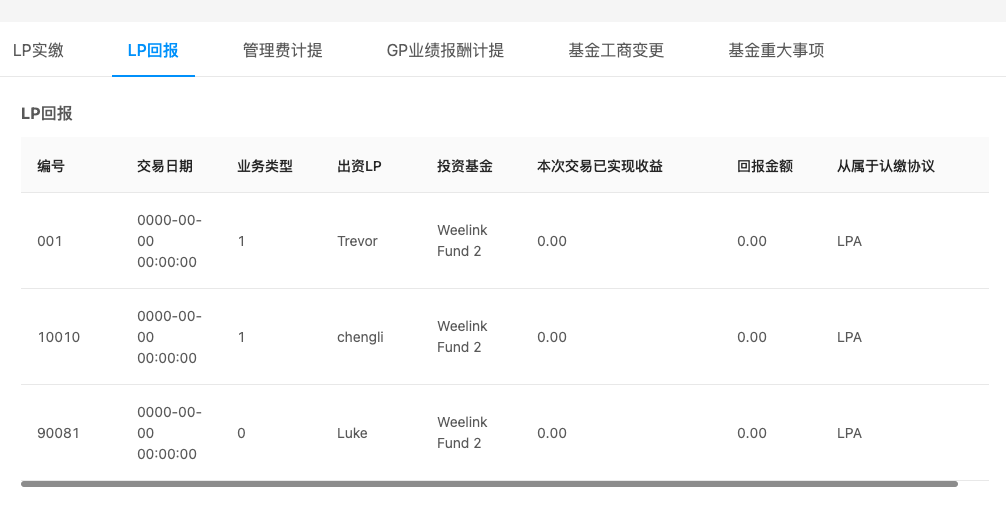 LP实缴 LP回报 管理费计提 GP业绩报酬计提 基金工商变更 基金重大事项
LP回报
编号 交易日期 业务类型 出资LP 投资基金 本次交易已实现收益 回报金额 从属于认缴协议
001 0000-00-00 00:00:00 1 Trevor Weelink Fund 2 0.00 0.00 LPA
10010 0000-00-00 00:00:00 1 chengli Weelink Fund 2 0.00 0.00 LPA
90081 0000-00-00 00:00:00 0 Luke Weelink Fund 2 0.00 0.00 LPA